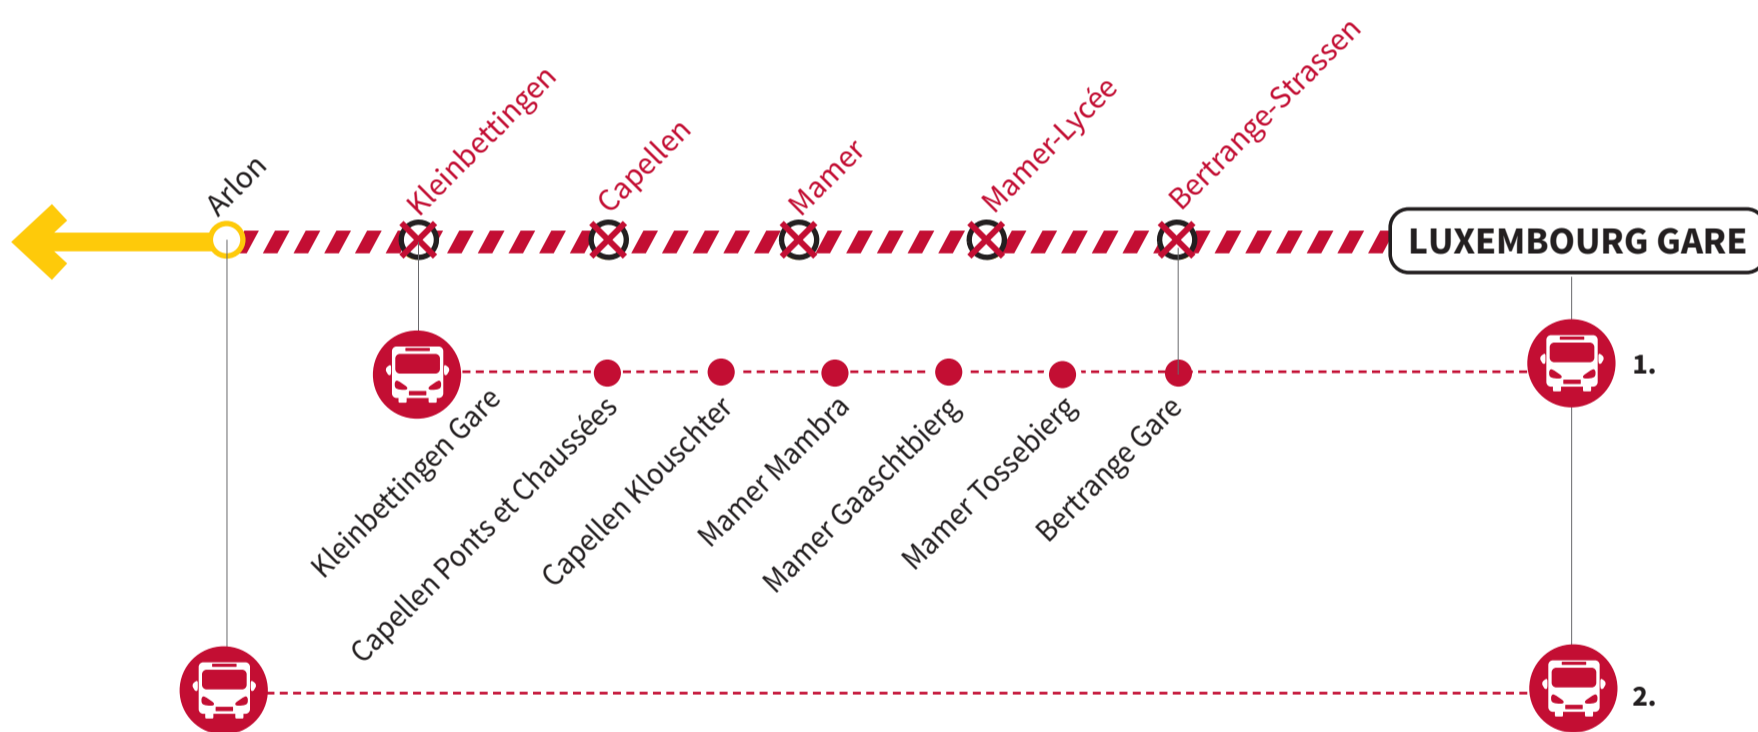 Arlon
Kleinbettingen
Capellen
Mamer
Mamer-Lycée
Bertrange-Strassen
LUXEMBOURG GARE
1.
Kleinbettingen Gare
Capellen Ponts et Chaussées
Capellen Klouschter
Mamer Mambra
Mamer Gaaschtbierg
Mamer Tossebierg
Bertrange Gare
2.